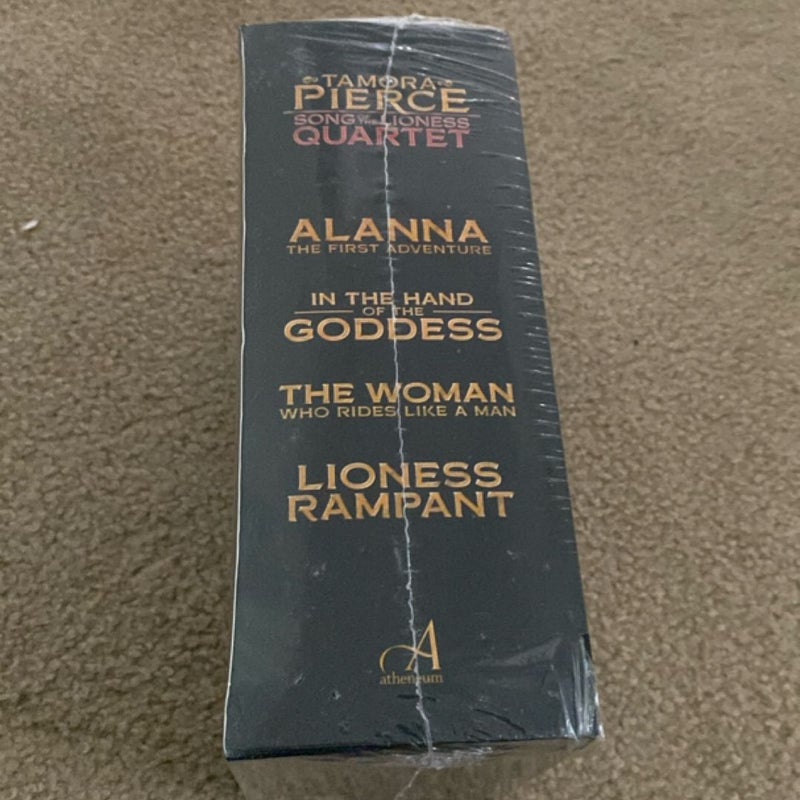 TAMORA
PIERCE
SONG OF THE LIONESS
QUARTET
ALANNA
THE FIRST ADVENTURE
IN THE HAND
OF THE
GODDESS
THE WOMAN
WHO RIDES LIKE A MAN
LIONESS
RAMPANT
A
atheneum